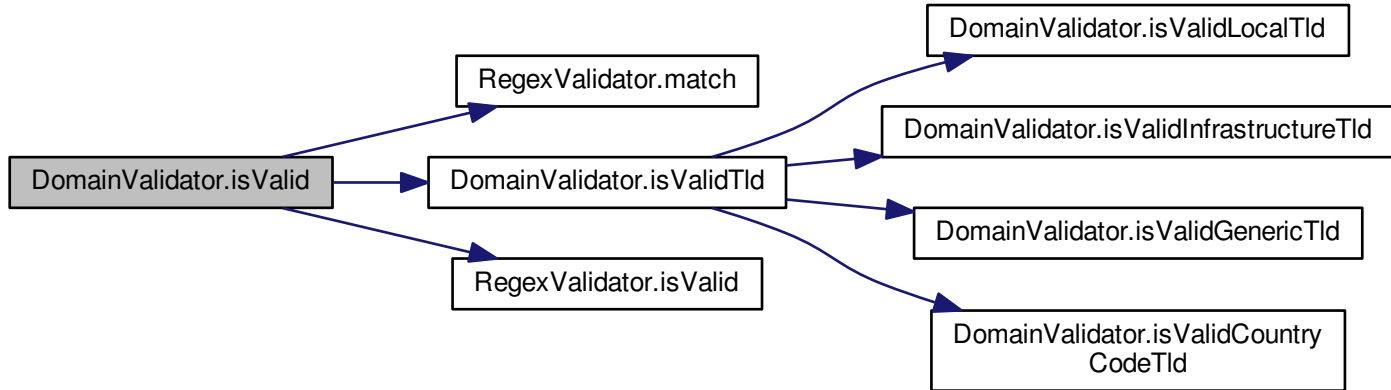 DomainValidator.isValid
RegexValidator.match
DomainValidator.isValidTld
RegexValidator.isValid
DomainValidator.isValidLocalTld
DomainValidator.isValidInfrastructureTld
DomainValidator.isValidGenericTld
DomainValidator.isValidCountry
CodeTld